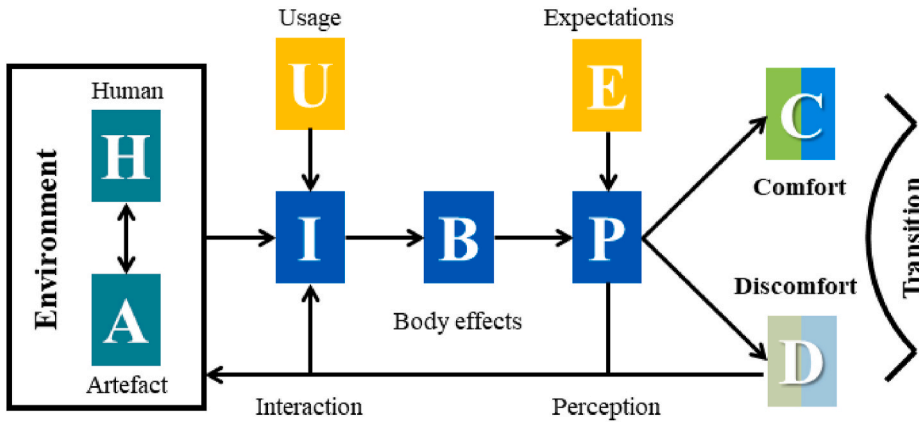 Usage
Expectations
U
E
Human
H
C
Environment
Comfort
I
B
P
Transition
A
Discomfort
Body effects
D
Artefact
Interaction
Perception